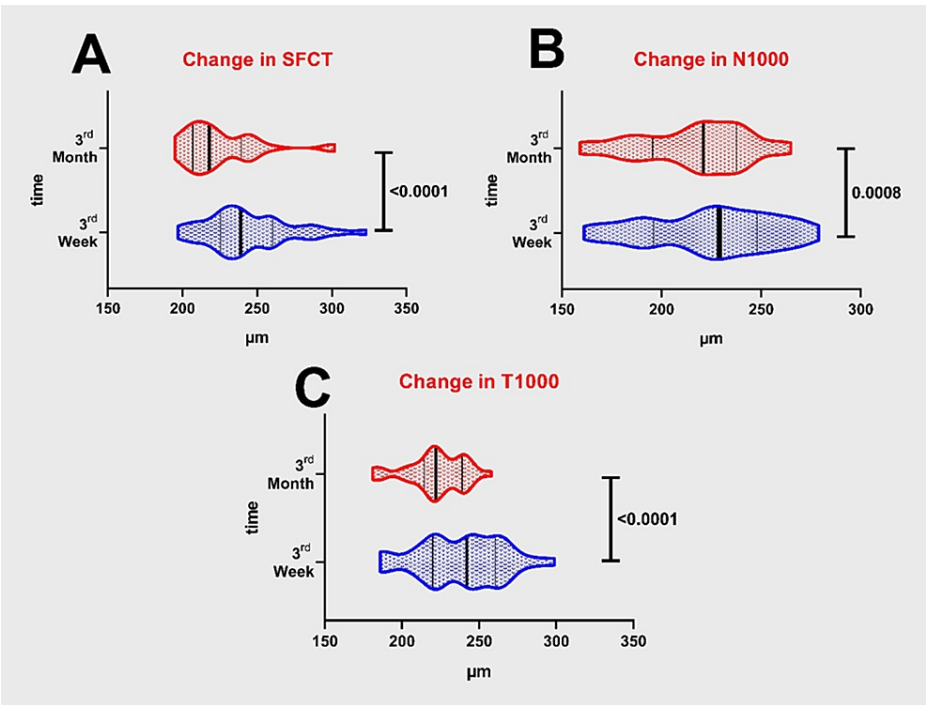 A
Change in SFCT
3rd
Month
3rd
Week
time
<0.0001
150 200 250 300 350
µm
B
Change in N1000
3rd
Month
3rd
Week
time
0.0008
150 200 250 300
µm
C
Change in T1000
3rd
Month
3rd
Week
time
<0.0001
150 200 250 300 350
µm